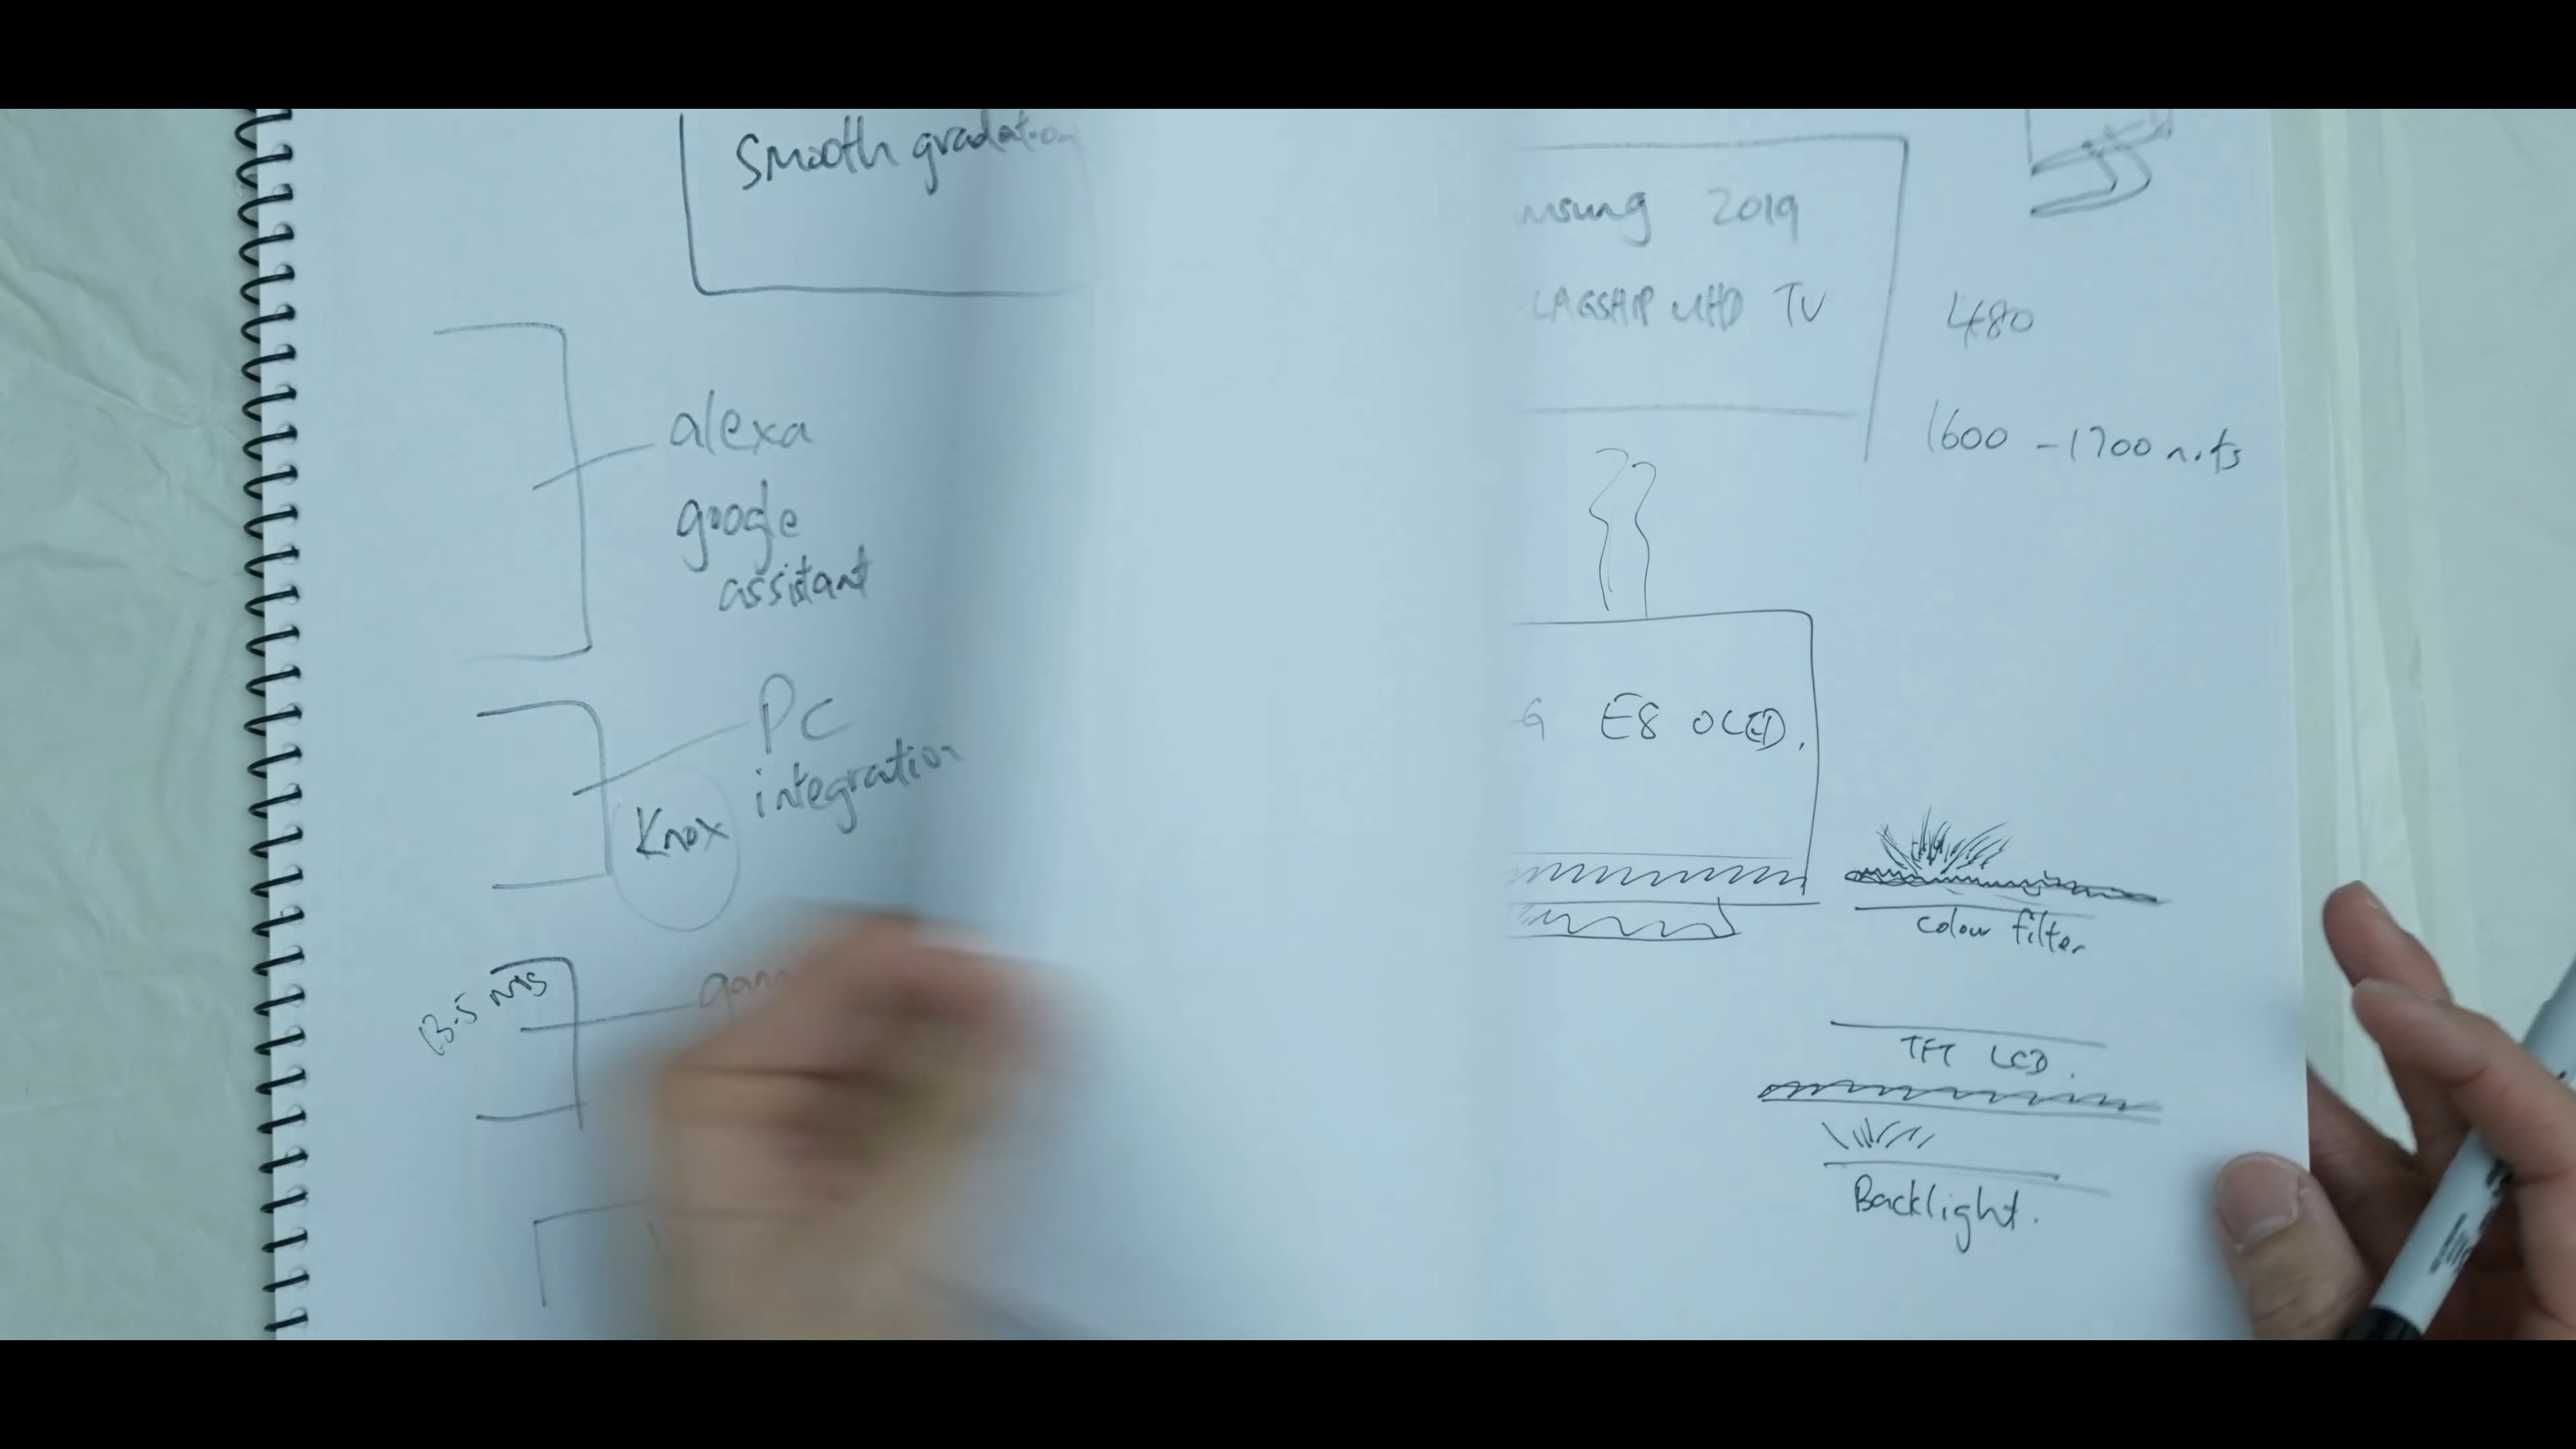 Smooth gradation
alexa
google
assistant
PC
integration
Knox
13.5 ms
msung 2019
LAGSHIP UHD TV
480
1600 - 1700 nits
G E8 OLED.
colour filter
TFT LCD.
Backlight.